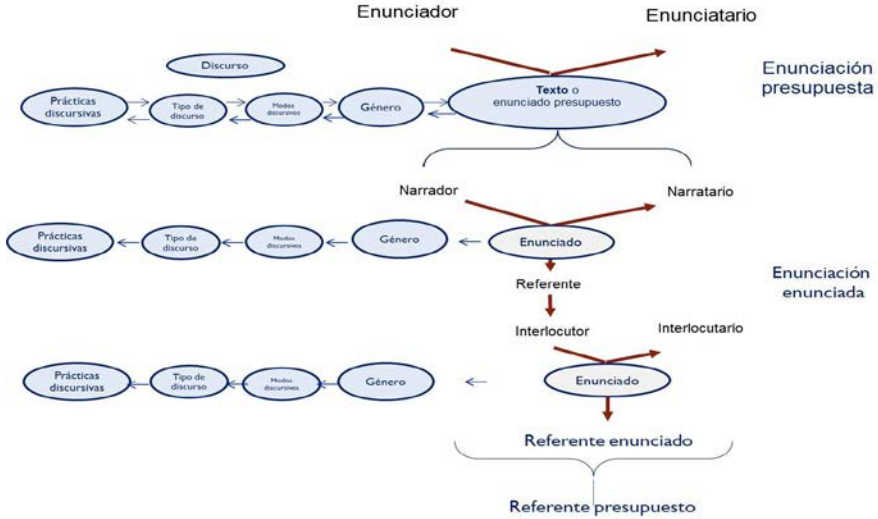 Enunciador
Enunciatario
Discurso
Enunciación
presupuesta
Prácticas
discursivas
Tipo de
discurso
Modos
discursivos
Género
Texto o
enunciado presupuesto
Narrador
Narratario
Prácticas
discursivas
Tipo de
discurso
Modos
discursivos
Género
Enunciado
Enunciación
enunciada
Referente
Interlocutor
Interlocutario
Prácticas
discursivas
Tipo de
discurso
Modos
discursivos
Género
Enunciado
Referente enunciado
Referente presupuesto